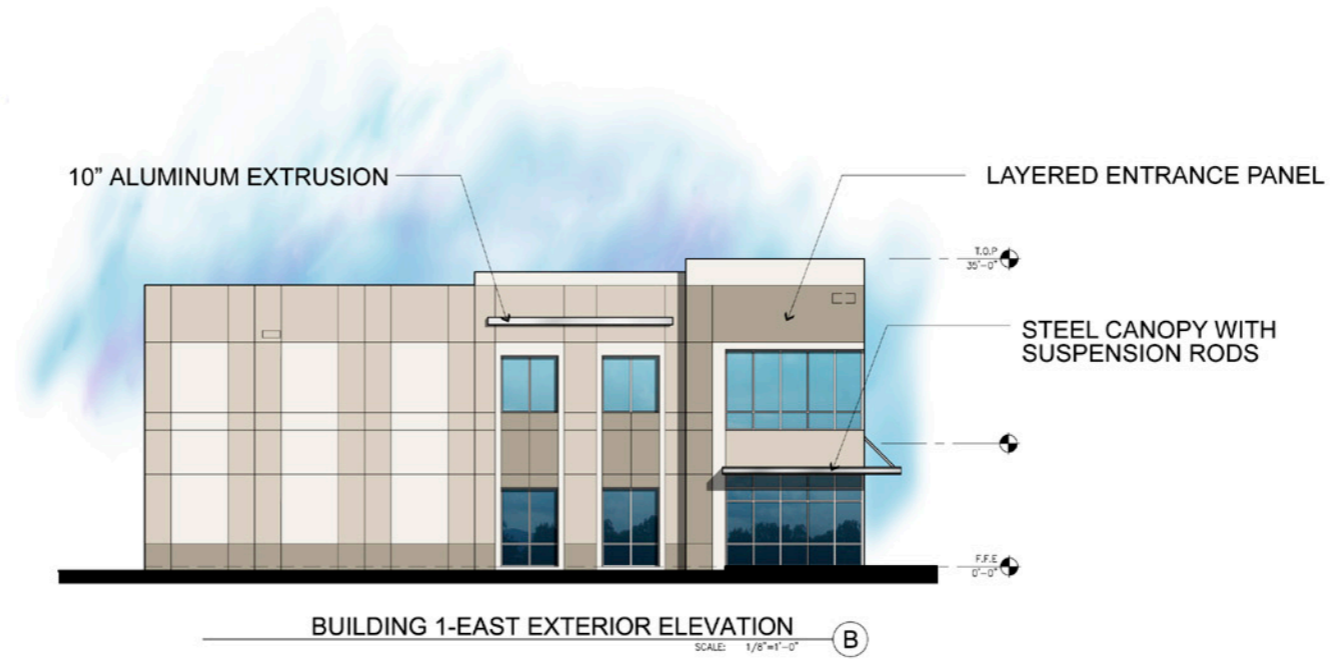 10” ALUMINUM EXTRUSION
LAYERED ENTRANCE PANEL
T.O.P
35'-0"
STEEL CANOPY WITH
SUSPENSION RODS
F.F.E
0'-0"
BUILDING 1-EAST EXTERIOR ELEVATION
SCALE: 1/8"=1'-0"
B